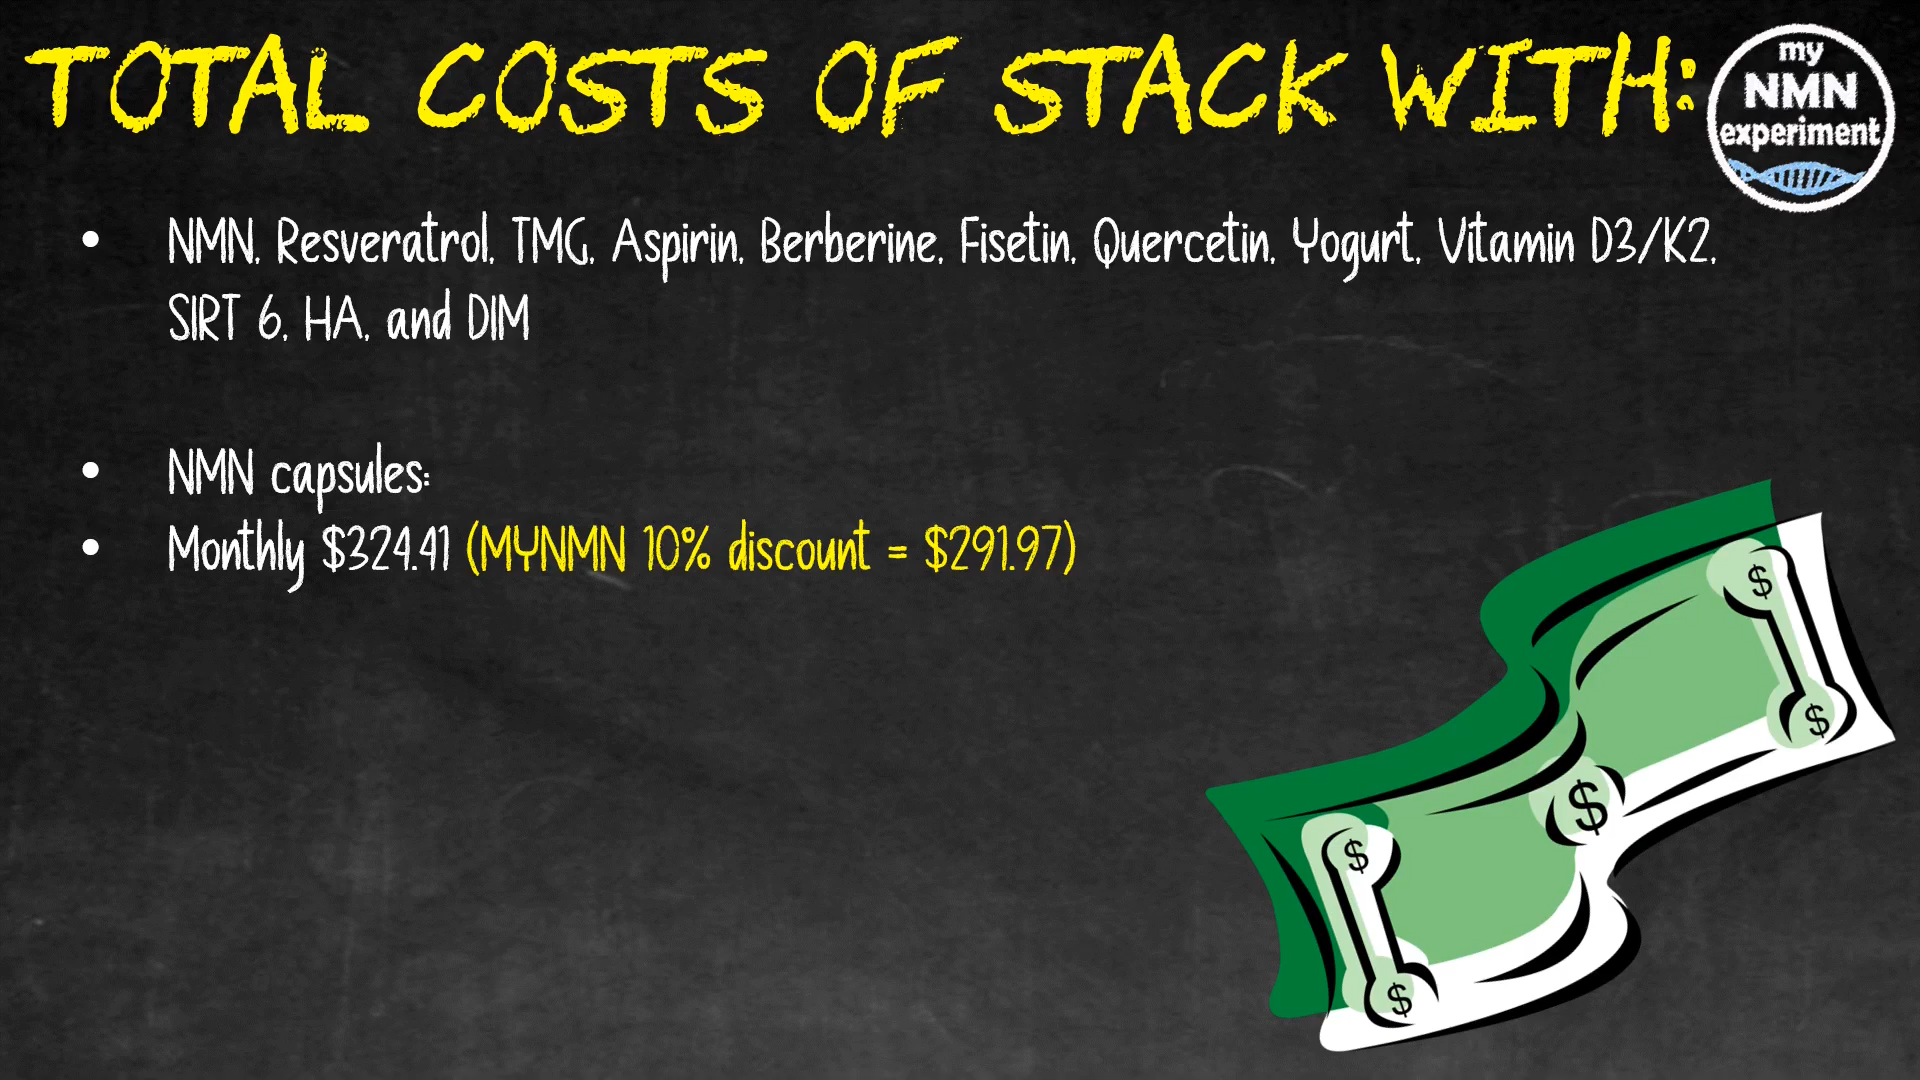 TOTAL COSTS OF STACK WITH:
my
NMN
experiment
• NMN, Resveratrol, TMG, Aspirin, Berberine, Fisetin, Quercetin, Yogurt, Vitamin D3/K2,
SIRT 6, HA, and DIM
• NMN capsules:
• Monthly $324.41 (MYNMN 10% discount = $291.97)
$
$
$
$
$